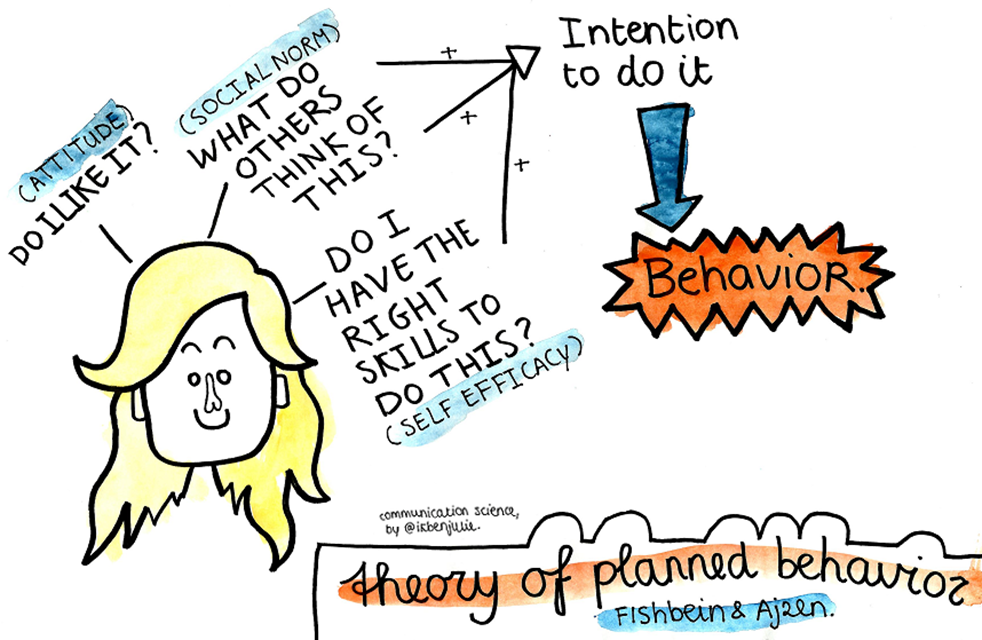 (ATTITUDE)
DO I LIKE IT?
(SOCIAL NORM)
WHAT DO
OTHERS
THINK OF
THIS?
DO I
HAVE THE
RIGHT
SKILLS TO
DO THIS?
(SELF EFFICACY)
+
+
+
Intention
to do it
BehavioR..
communication science,
by @ikbenjulie.
theory of planned behavior
FIshbein & Ajzen.